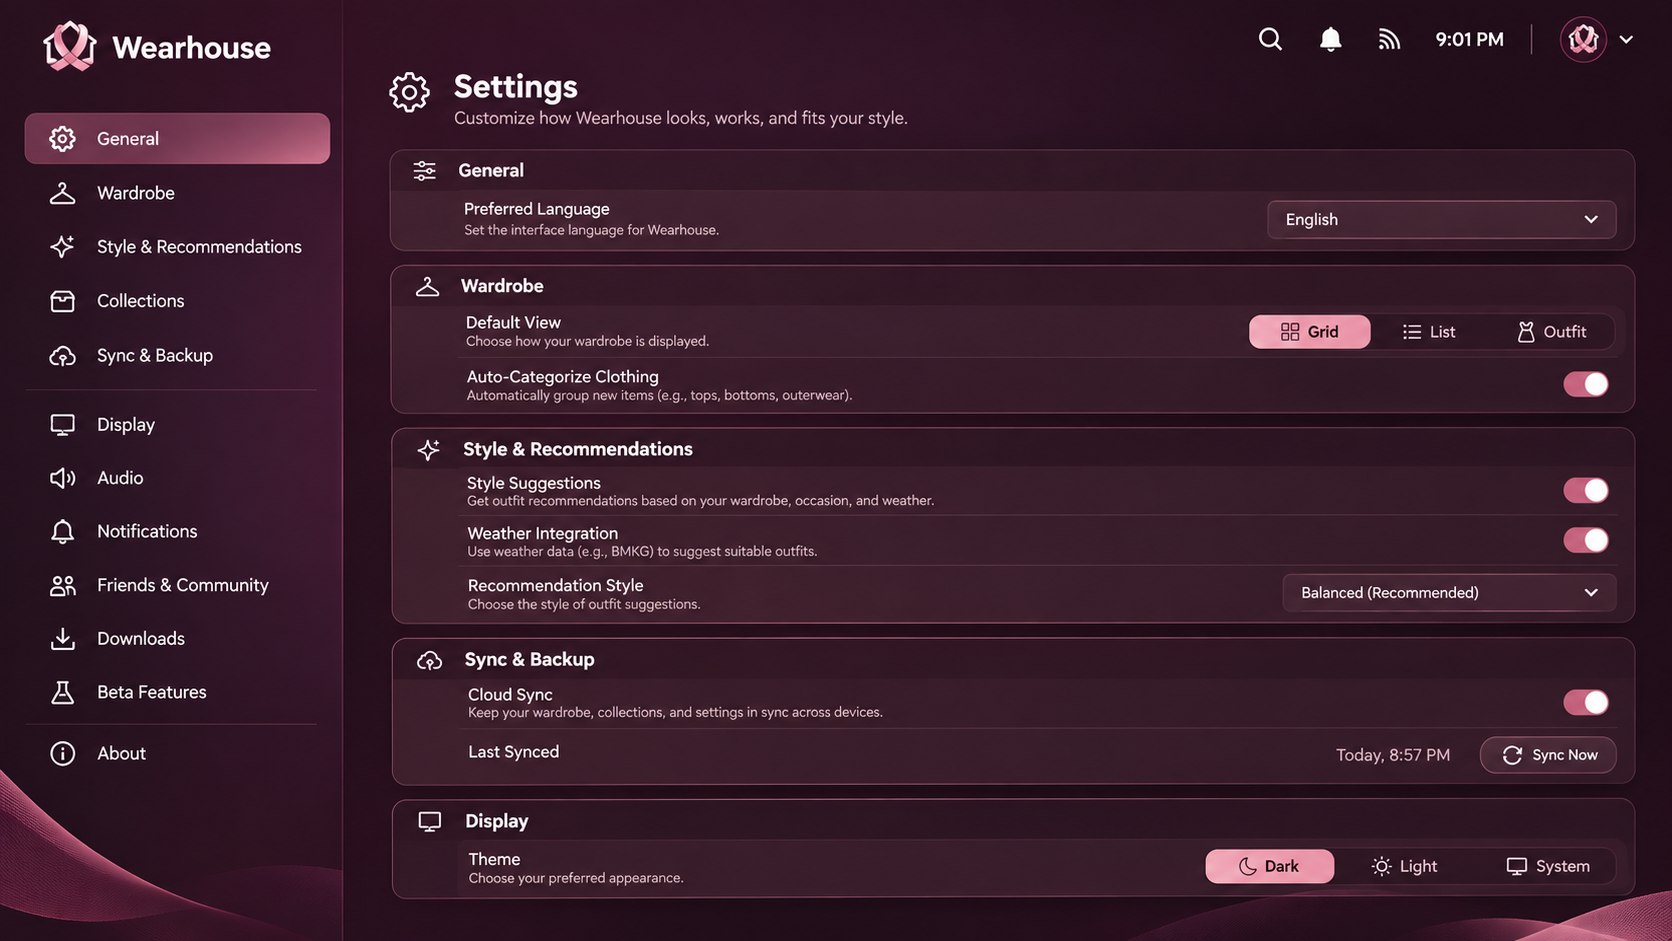 Wearhouse
9:01 PM
General
Wardrobe
Style & Recommendations
Collections
Sync & Backup
Display
Audio
Notifications
Friends & Community
Downloads
Beta Features
About
Settings
Customize how Wearhouse looks, works, and fits your style.
General
Preferred Language
Set the interface language for Wearhouse.
English
Wardrobe
Default View
Choose how your wardrobe is displayed.
Grid List Outfit
Auto-Categorize Clothing
Automatically group new items (e.g., tops, bottoms, outerwear).
Style & Recommendations
Style Suggestions
Get outfit recommendations based on your wardrobe, occasion, and weather.
Weather Integration
Use weather data (e.g., BMKG) to suggest suitable outfits.
Recommendation Style
Choose the style of outfit suggestions.
Balanced (Recommended)
Sync & Backup
Cloud Sync
Keep your wardrobe, collections, and settings in sync across devices.
Last Synced
Today, 8:57 PM
Sync Now
Display
Theme
Choose your preferred appearance.
Dark Light System